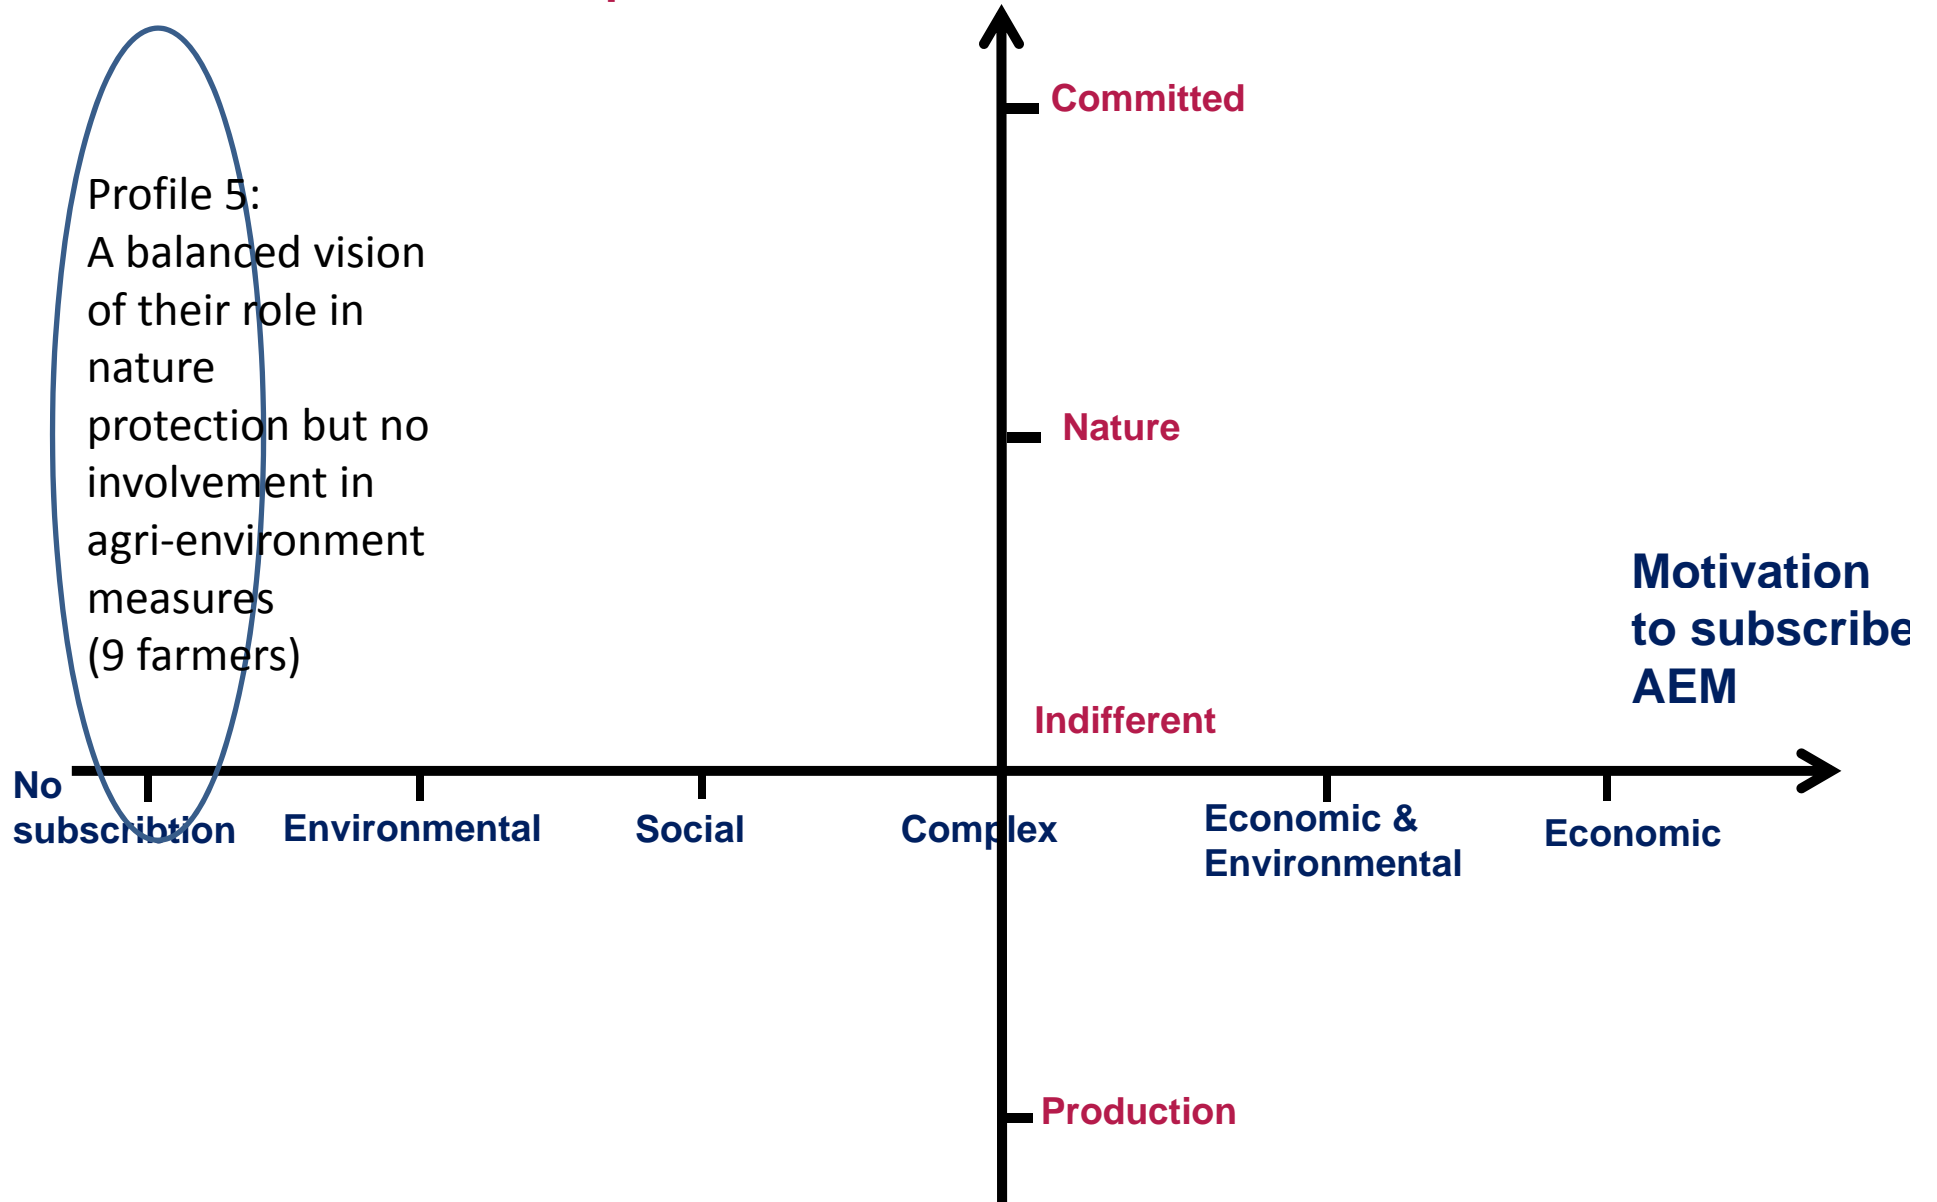 Committed
Profile 5:
A balanced vision
of their role in
nature
protection but no
involvement in
agri-environment
measures
(9 farmers)
Nature
Motivation
to subscribe
AEM
Indifferent
No
subscribtion
Environmental
Social
Complex
Economic &
Environmental
Economic
Production